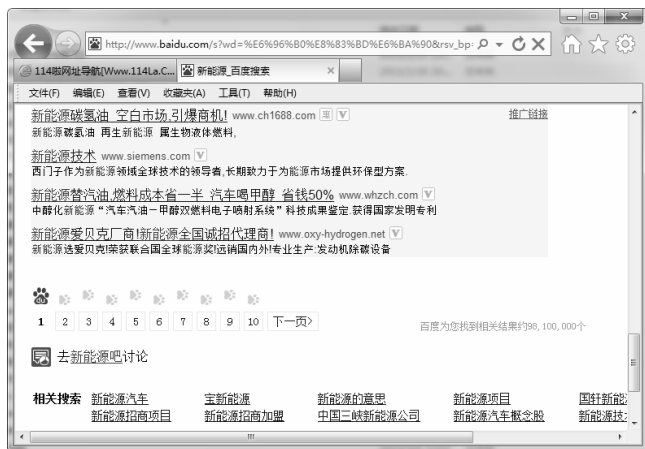 http://www.baidu.com/s?wd=%E6%96%B0%E8%83%BD%E6%BA%90&rsv_bp:
114啦网址导航[Www.114La.C...
新能源_百度搜索
文件(F) 编辑(E) 查看(V) 收藏夹(A) 工具(T) 帮助(H)
新能源碳氢油 空白市场,引爆商机! www.ch1688.com
推广链接
新能源碳氢油 再生新能源 属生物液体燃料,
新能源技术 www.siemens.com
西门子作为新能源领域全球技术的领导者,长期致力于为能源市场提供环保型方案.
新能源替汽油,燃料成本省一半 汽车喝甲醇 省钱50% www.whzch.com
中醇化新能源“汽车汽油-甲醇双燃料电子喷射系统”科技成果鉴定.获得国家发明专利
新能源爱贝克厂商!新能源全国诚招代理商! www.oxy-hydrogen.net
新能源选爱贝克!荣获联合国全球能源奖!远销国内外!专业生产:发动机除碳设备
1 2 3 4 5 6 7 8 9 10 下一页>
百度为您找到相关结果约98,100,000个
去新能源吧讨论
相关搜索 新能源汽车 宝新能源 新能源的意思 新能源项目 国轩新能
新能源招商项目 新能源招商加盟 中国三峡新能源公司 新能源汽车概念股 新能源技